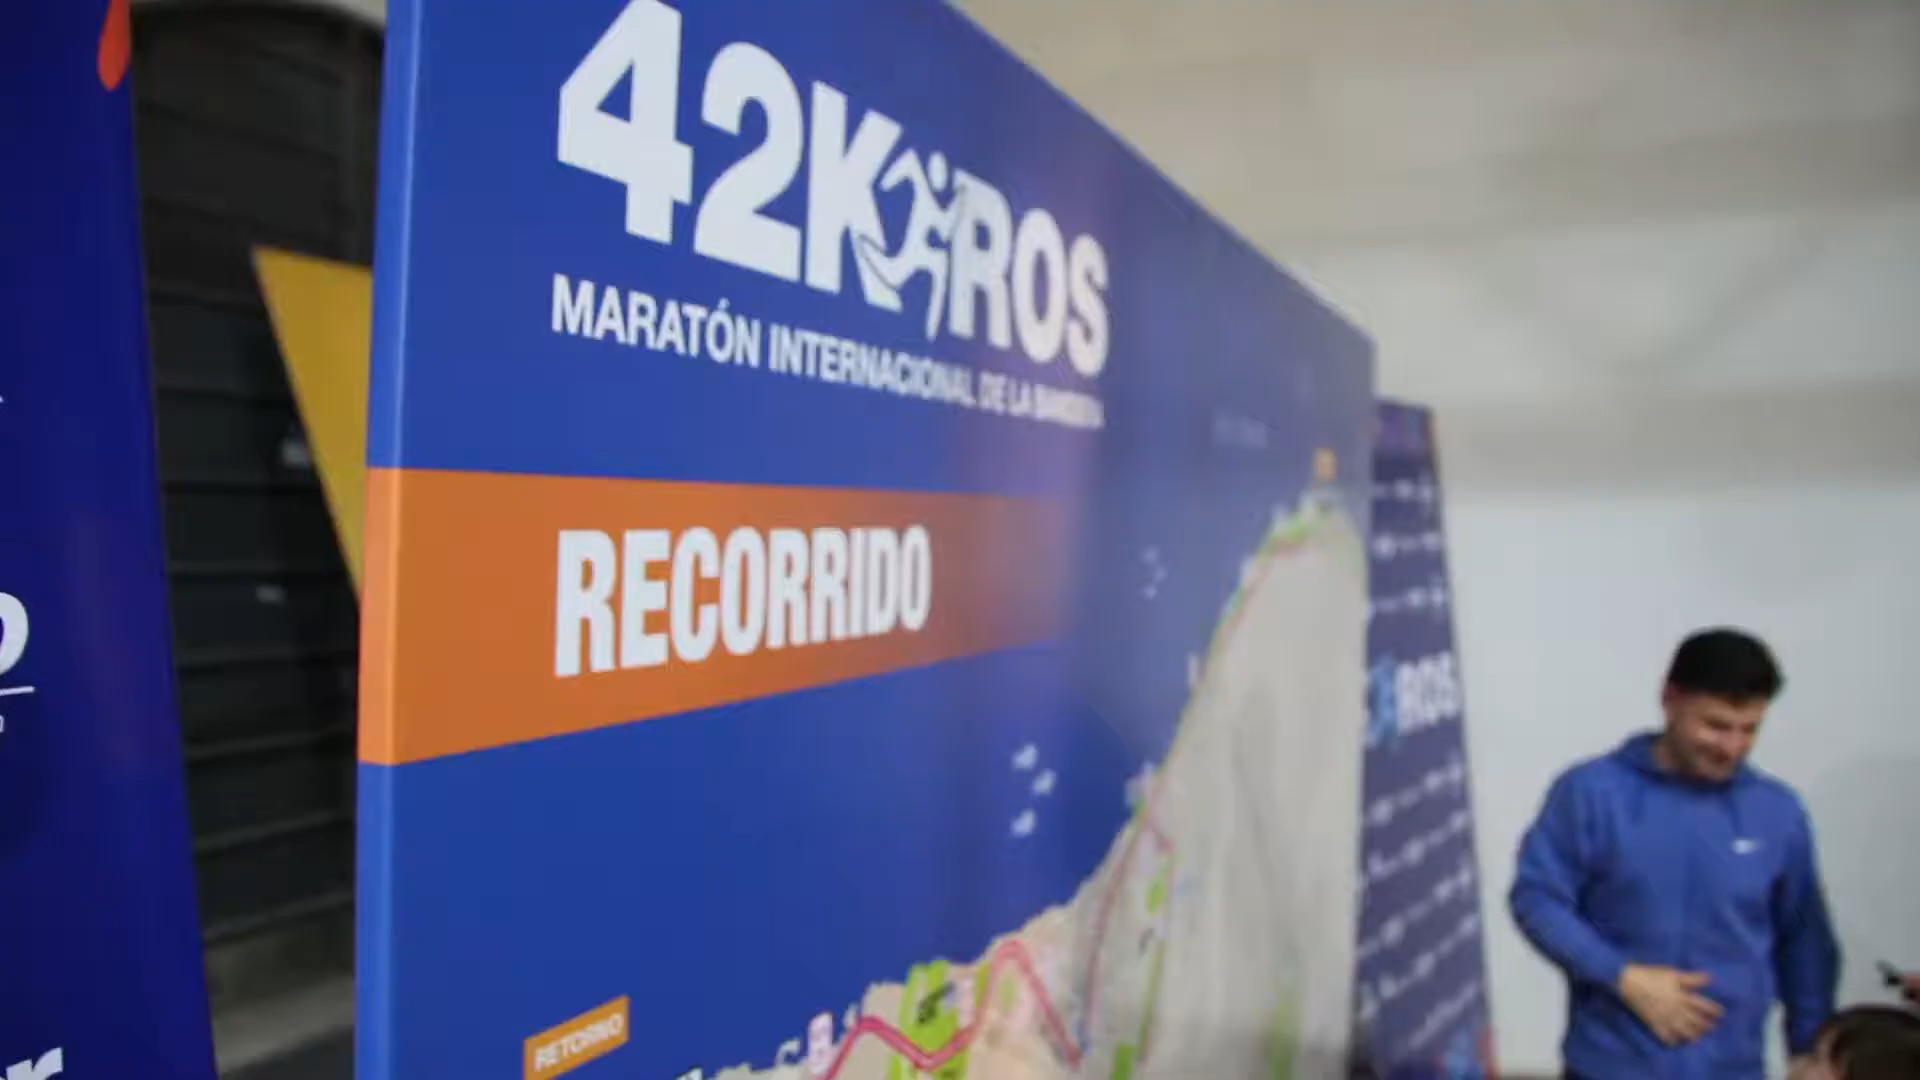 42K ROS
MARATÓN INTERNACIONAL DE LA BANDERA
RECORRIDO
RETORNO
ROS